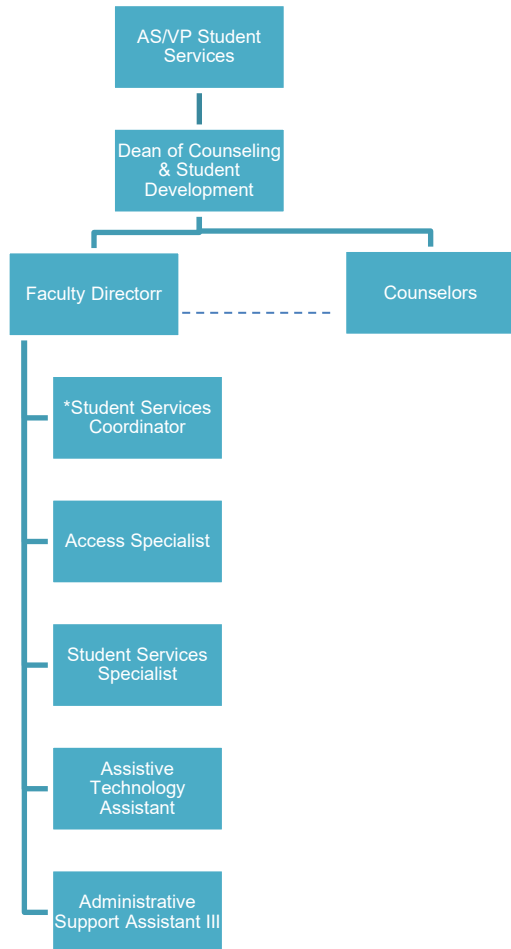 AS/VP Student
Services
Dean of Counseling
& Student
Development
Faculty Directorr
Counselors
*Student Services
Coordinator
Access Specialist
Student Services
Specialist
Assistive
Technology
Assistant
Administrative
Support Assistant III